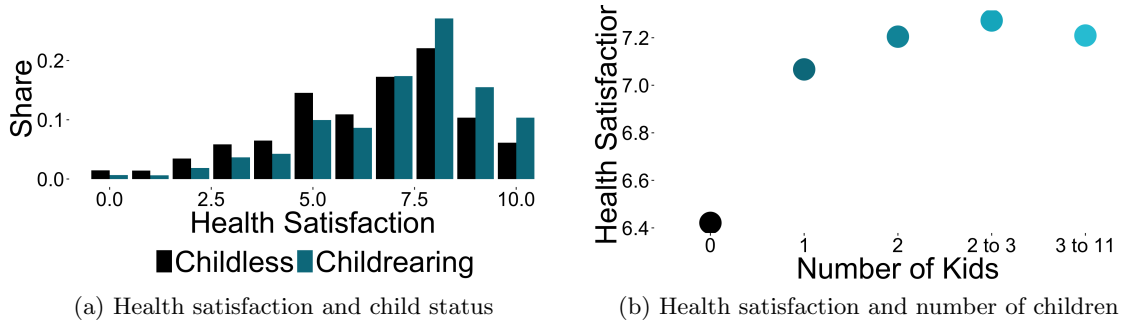 Share
0.2
0.1
0.0
0.0 2.5 5.0 7.5 10.0
Health Satisfaction
Childless Childrearing
(a) Health satisfaction and child status
Health Satisfaction
7.2
7.0
6.8
6.6
6.4
0 1 2 2 to 3 3 to 11
Number of Kids
(b) Health satisfaction and number of children